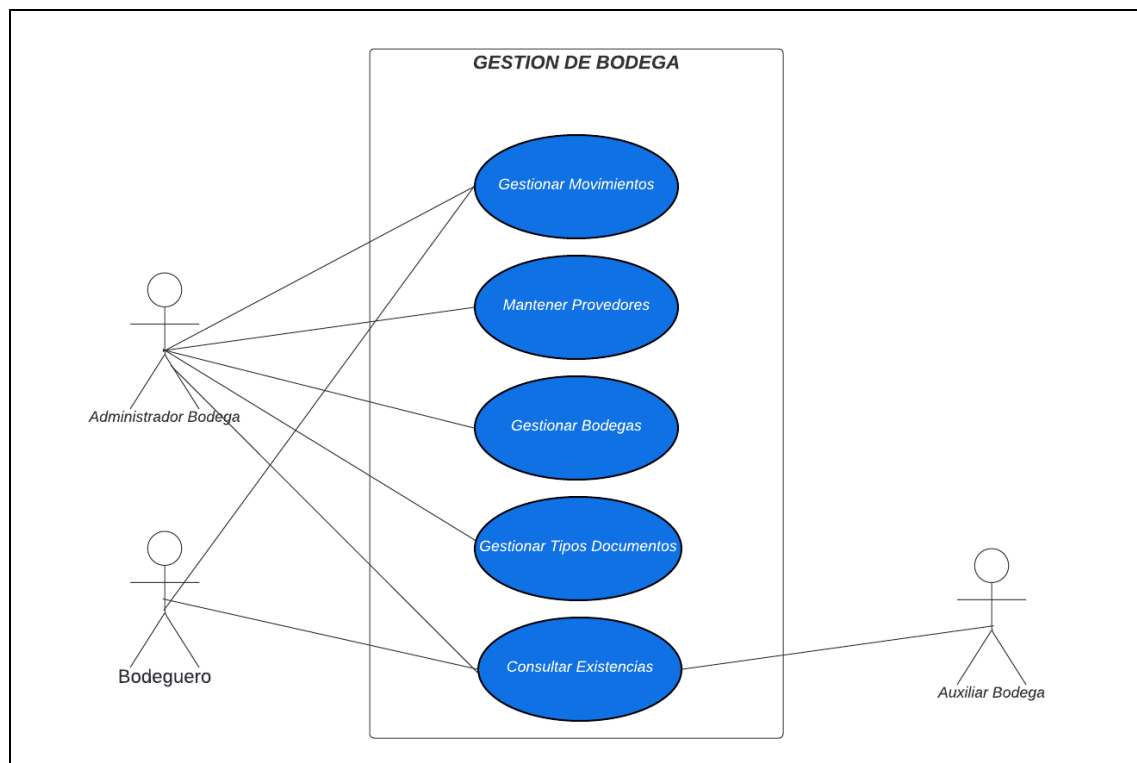 GESTION DE BODEGA
Gestionar Movimientos
Mantener Provedores
Administrador Bodega
Gestionar Bodegas
Gestionar Tipos Documentos
Bodeguero
Consultar Existencias
Auxiliar Bodega